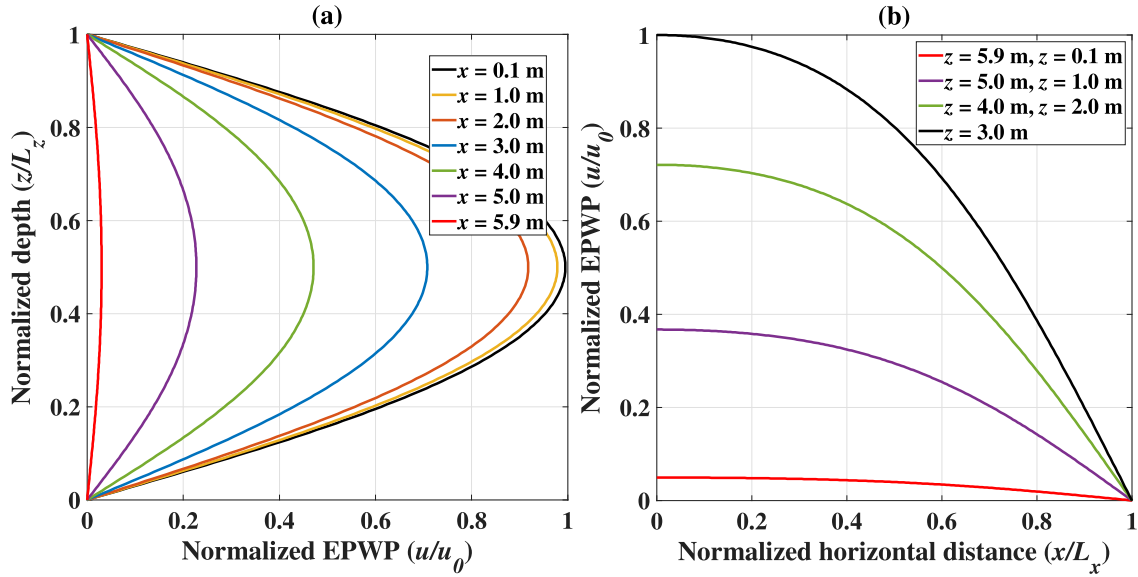 (a)
1
0.8
0.6
0.4
0.2
0
Normalized depth (z/L_z)
x = 0.1 m
x = 1.0 m
x = 2.0 m
x = 3.0 m
x = 4.0 m
x = 5.0 m
x = 5.9 m
0 0.2 0.4 0.6 0.8 1
Normalized EPWP (u/u_0)
(b)
1
0.8
0.6
0.4
0.2
0
Normalized EPWP (u/u_0)
z = 5.9 m, z = 0.1 m
z = 5.0 m, z = 1.0 m
z = 4.0 m, z = 2.0 m
z = 3.0 m
0 0.2 0.4 0.6 0.8 1
Normalized horizontal distance (x/L_x)